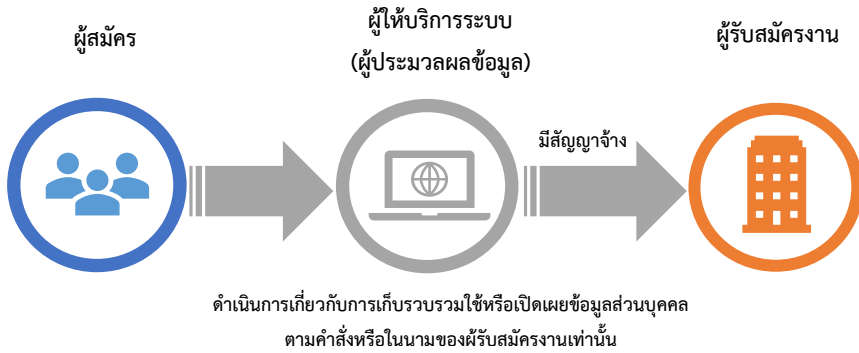 ผู้สมัคร
ผู้ให้บริการระบบ
(ผู้ประมวลผลข้อมูล)
ผู้รับสมัครงาน
มีสัญญาจ้าง
ดำเนินการเกี่ยวกับการเก็บรวบรวมใช้หรือเปิดเผยข้อมูลส่วนบุคคล
ตามคำสั่งหรือในนามของผู้รับสมัครงานเท่านั้น